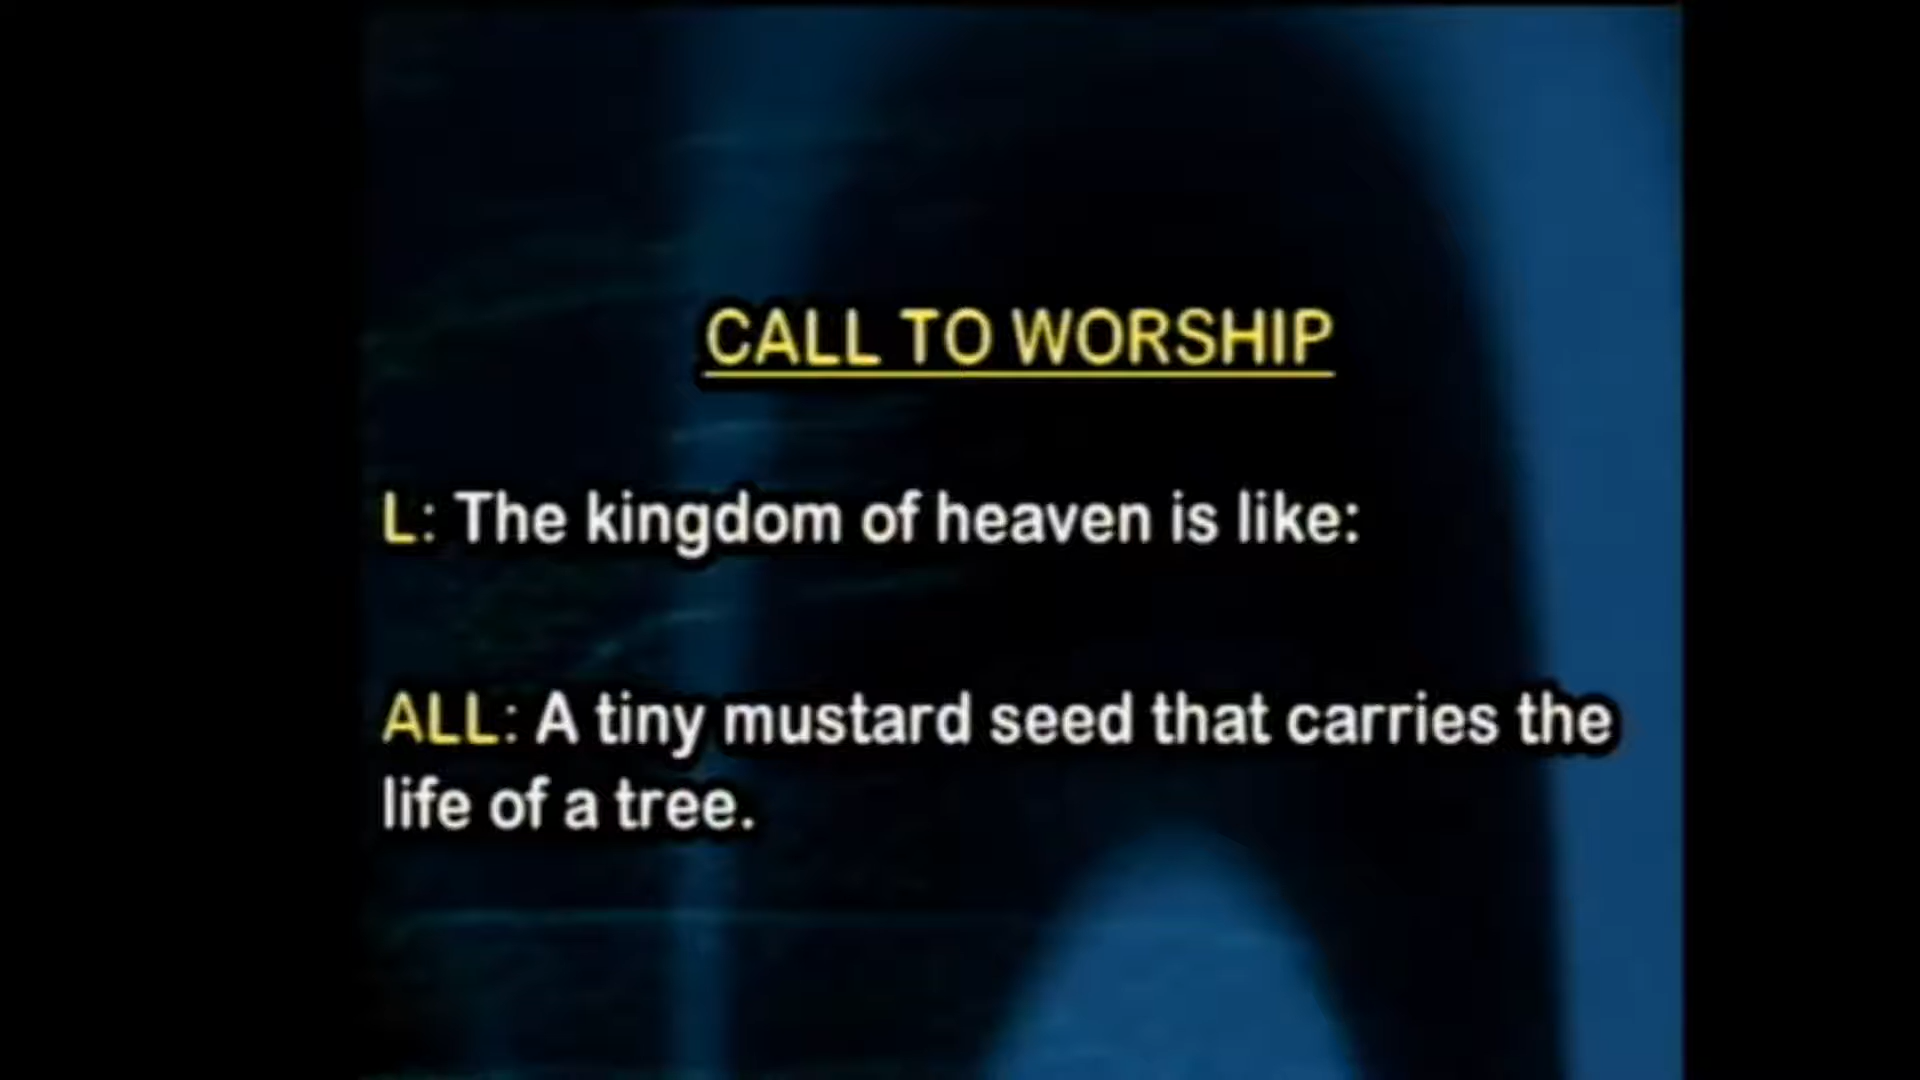 CALL TO WORSHIP
L: The kingdom of heaven is like:
ALL: A tiny mustard seed that carries the
life of a tree.